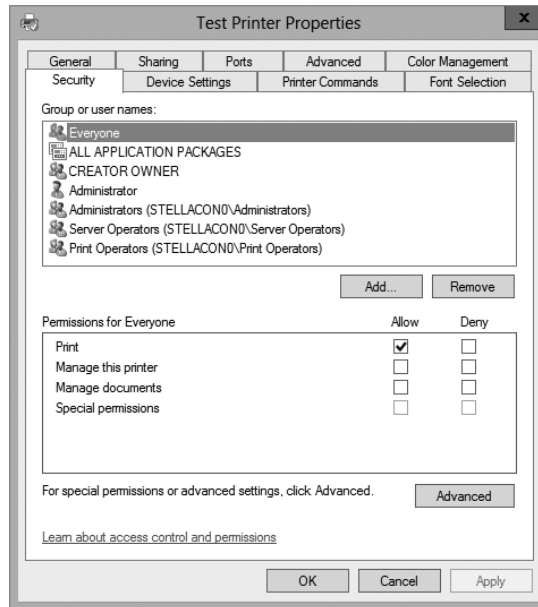 Test Printer Properties
x
General Sharing Ports Advanced Color Management
Security Device Settings Printer Commands Font Selection
Group or user names:
Everyone
ALL APPLICATION PACKAGES
CREATOR OWNER
Administrator
Administrators (STELLACON0\Administrators)
Server Operators (STELLACON0\Server Operators)
Print Operators (STELLACON0\Print Operators)
Add... Remove
Permissions for Everyone Allow Deny
Print
Manage this printer
Manage documents
Special permissions
For special permissions or advanced settings, click Advanced. Advanced
Learn about access control and permissions
OK Cancel Apply